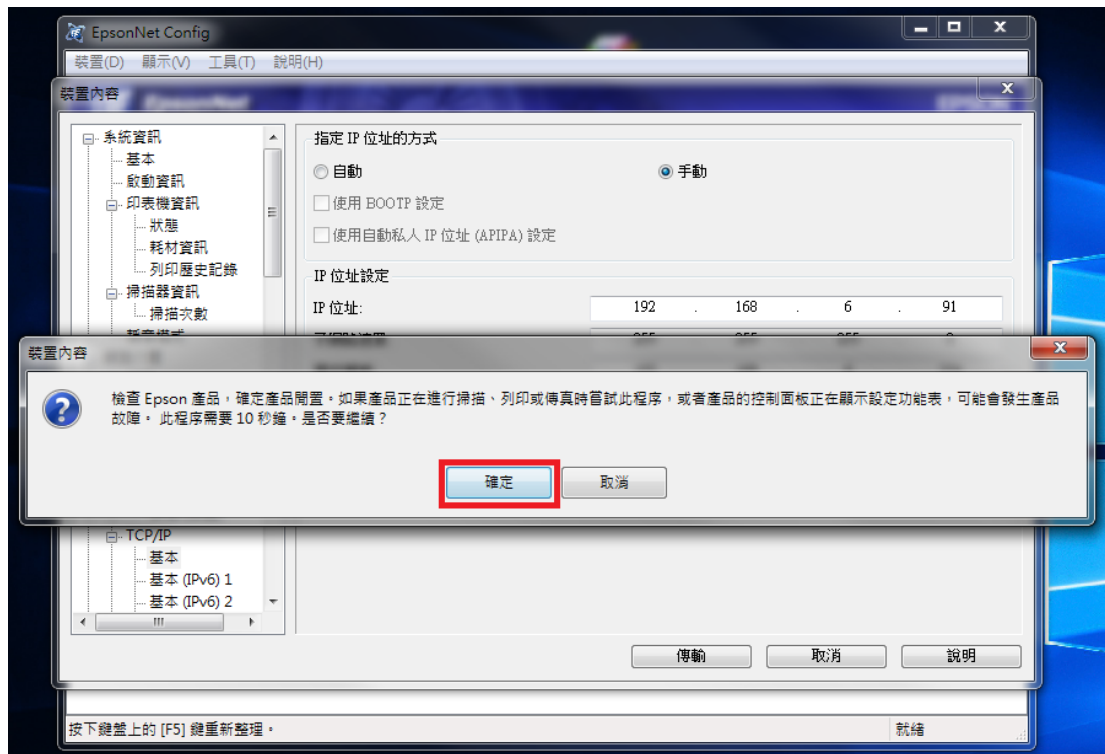 EpsonNet Config
裝置(D) 顯示(V) 工具(T) 說明(H)
裝置內容
EpsonNet
EPSON
系統資訊
基本
啟動資訊
印表機資訊
狀態
耗材資訊
列印歷史記錄
掃描器資訊
掃描次數
靜音模式
指定 IP 位址的方式
自動
手動
使用 BOOTP 設定
使用自動私人 IP 位址 (APIPA) 設定
IP 位址設定
IP 位址:
192 . 168 . 6 . 91
裝置內容
檢查 Epson 產品，確定產品閒置。如果產品正在進行掃描、列印或傳真時嘗試此程序，或者產品的控制面板正在顯示設定功能表，可能會發生產品
故障。 此程序需要 10 秒鐘。是否要繼續？
確定
取消
TCP/IP
基本
基本 (IPv6) 1
基本 (IPv6) 2
傳輸
取消
說明
按下鍵盤上的 [F5] 鍵重新整理。
就緒